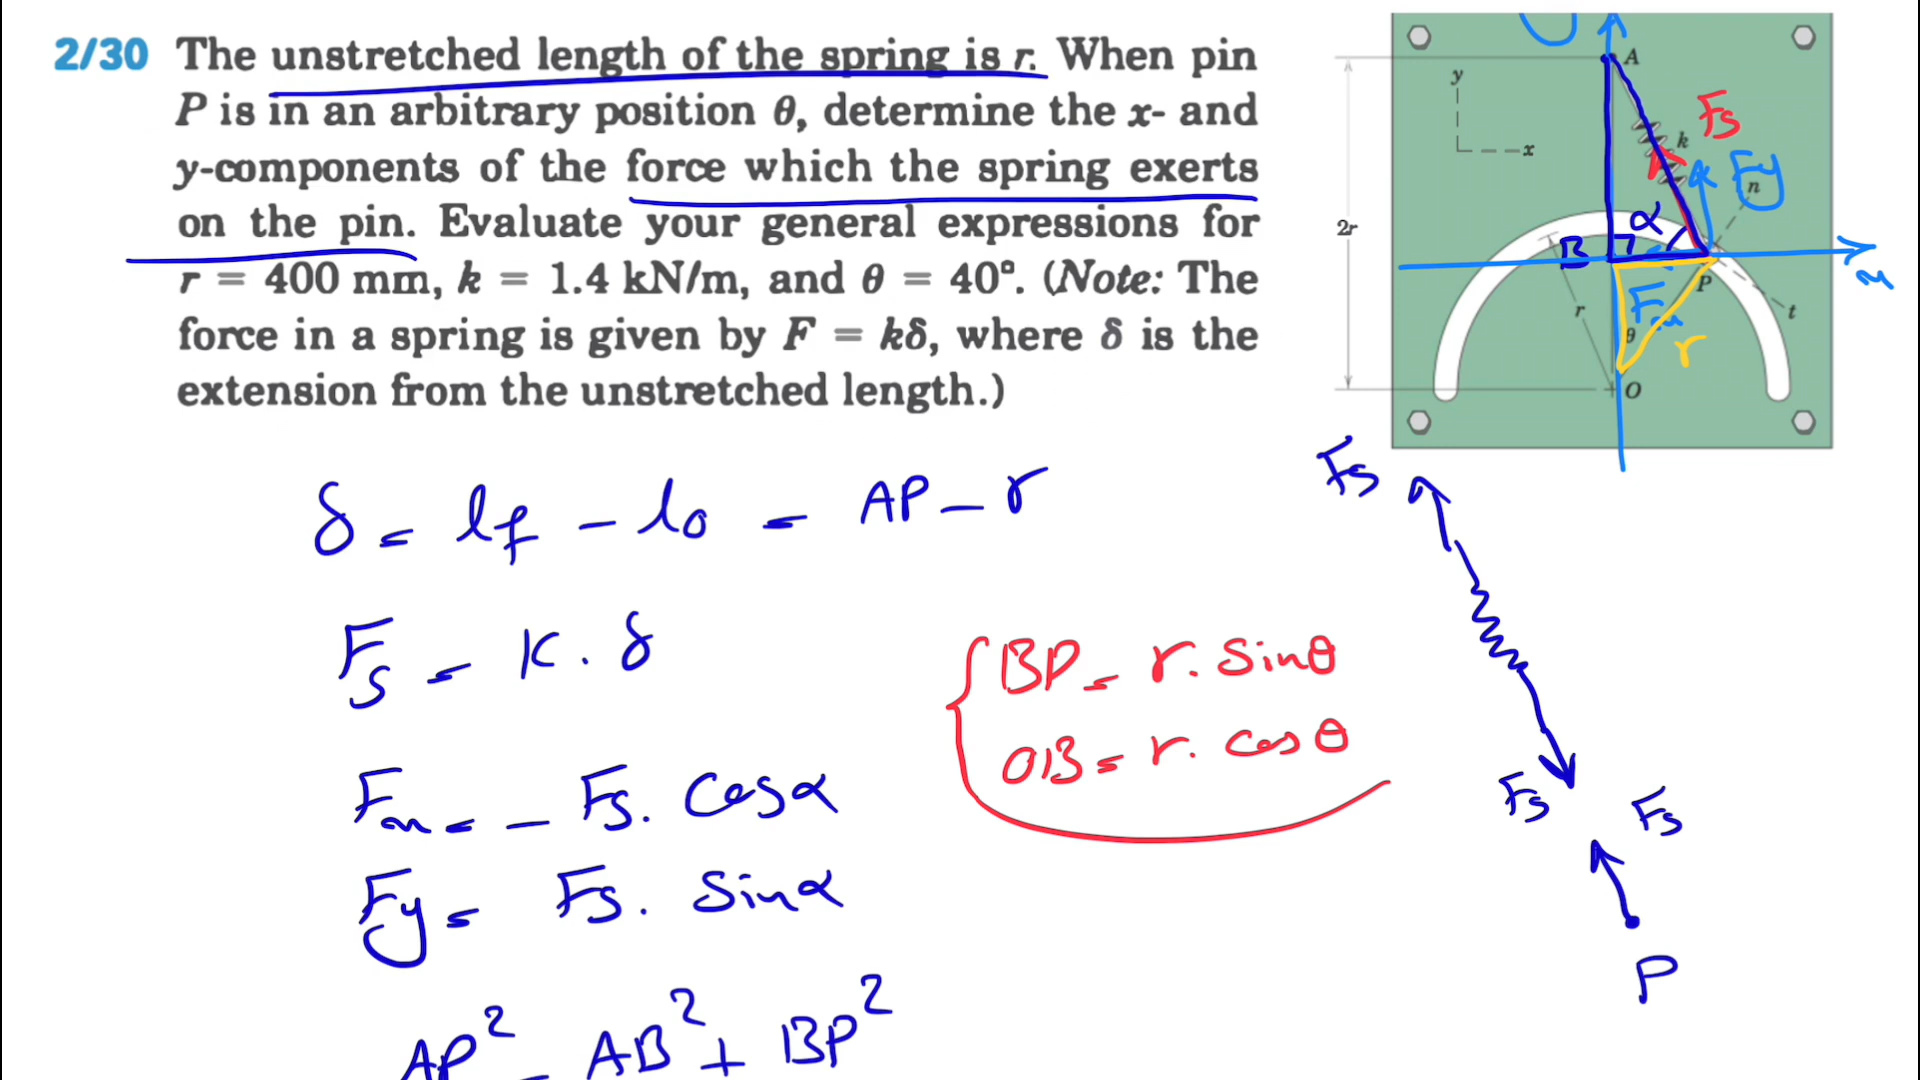 2/30 The unstretched length of the spring is r. When pin
P is in an arbitrary position θ, determine the x- and
y-components of the force which the spring exerts
on the pin. Evaluate your general expressions for
r = 400 mm, k = 1.4 kN/m, and θ = 40°. (Note: The
force in a spring is given by F = kδ, where δ is the
extension from the unstretched length.)
A
y
x
k
Fs
Fy
n
2r
α
B
x
P
Fx
r
t
θ
r
O
δ = lf - lo = AP - r
Fs
Fs = K . δ
BP = r. Sinθ
OB = r. cosθ
Fx = - Fs. Cosα
Fs
Fs
Fy = Fs. Sinα
P
AP² = AB² + BP²